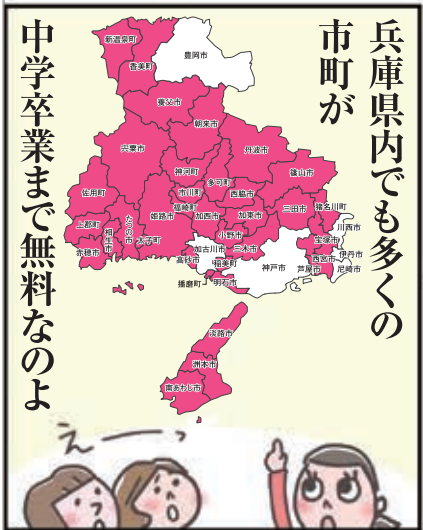 兵庫県内でも多くの
市町が
中学卒業まで無料なのよ
新温泉町
香美町
豊岡市
養父市
朝来市
宍粟市
丹波市
神河町
多可町
篠山市
佐用町
市川町
西脇市
福崎町
上郡町
相生市
たつの市
姫路市
加西市
加東市
三田市
猪名川町
川西市
太子町
小野市
宝塚市
赤穂市
加古川市
三木市
西宮市
伊丹市
高砂市
稲美町
神戸市
芦屋市
尼崎市
播磨町
明石市
淡路市
洲本市
南あわじ市
えーっ